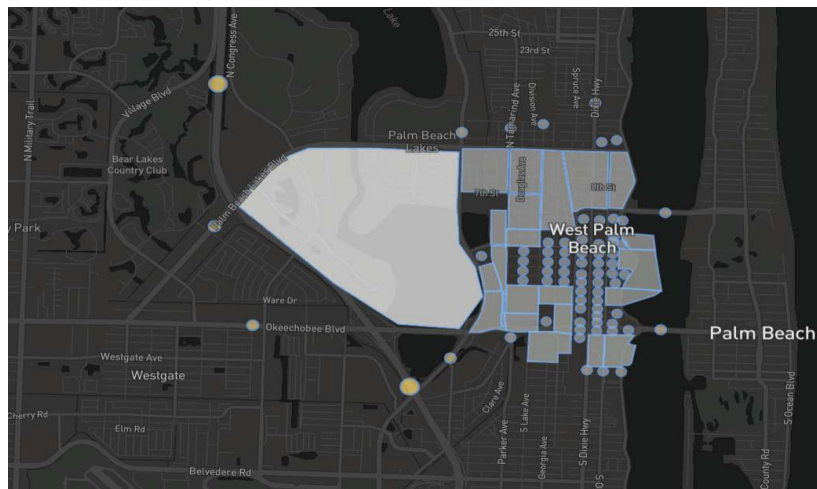 Lake
25th St
23rd St
N Congress Ave
Spruce Ave
Dixie Hwy
Division Ave
N Tamarind Ave
Village Blvd
N Military Trail
Palm Beach
Lakes
Bear Lakes
Country Club
Palm Beach Lakes Blvd
Douglas Ave
7th St
8th St
y Park
West Palm
Beach
Ware Dr
Okeechobee Blvd
Palm Beach
Westgate Ave
Westgate
Clare Ave
S Lake Ave
S Ocean Blvd
Cherry Rd
Elm Rd
Parker Ave
Georgia Ave
S Dixie Hwy
County Rd
Belvedere Rd
O S